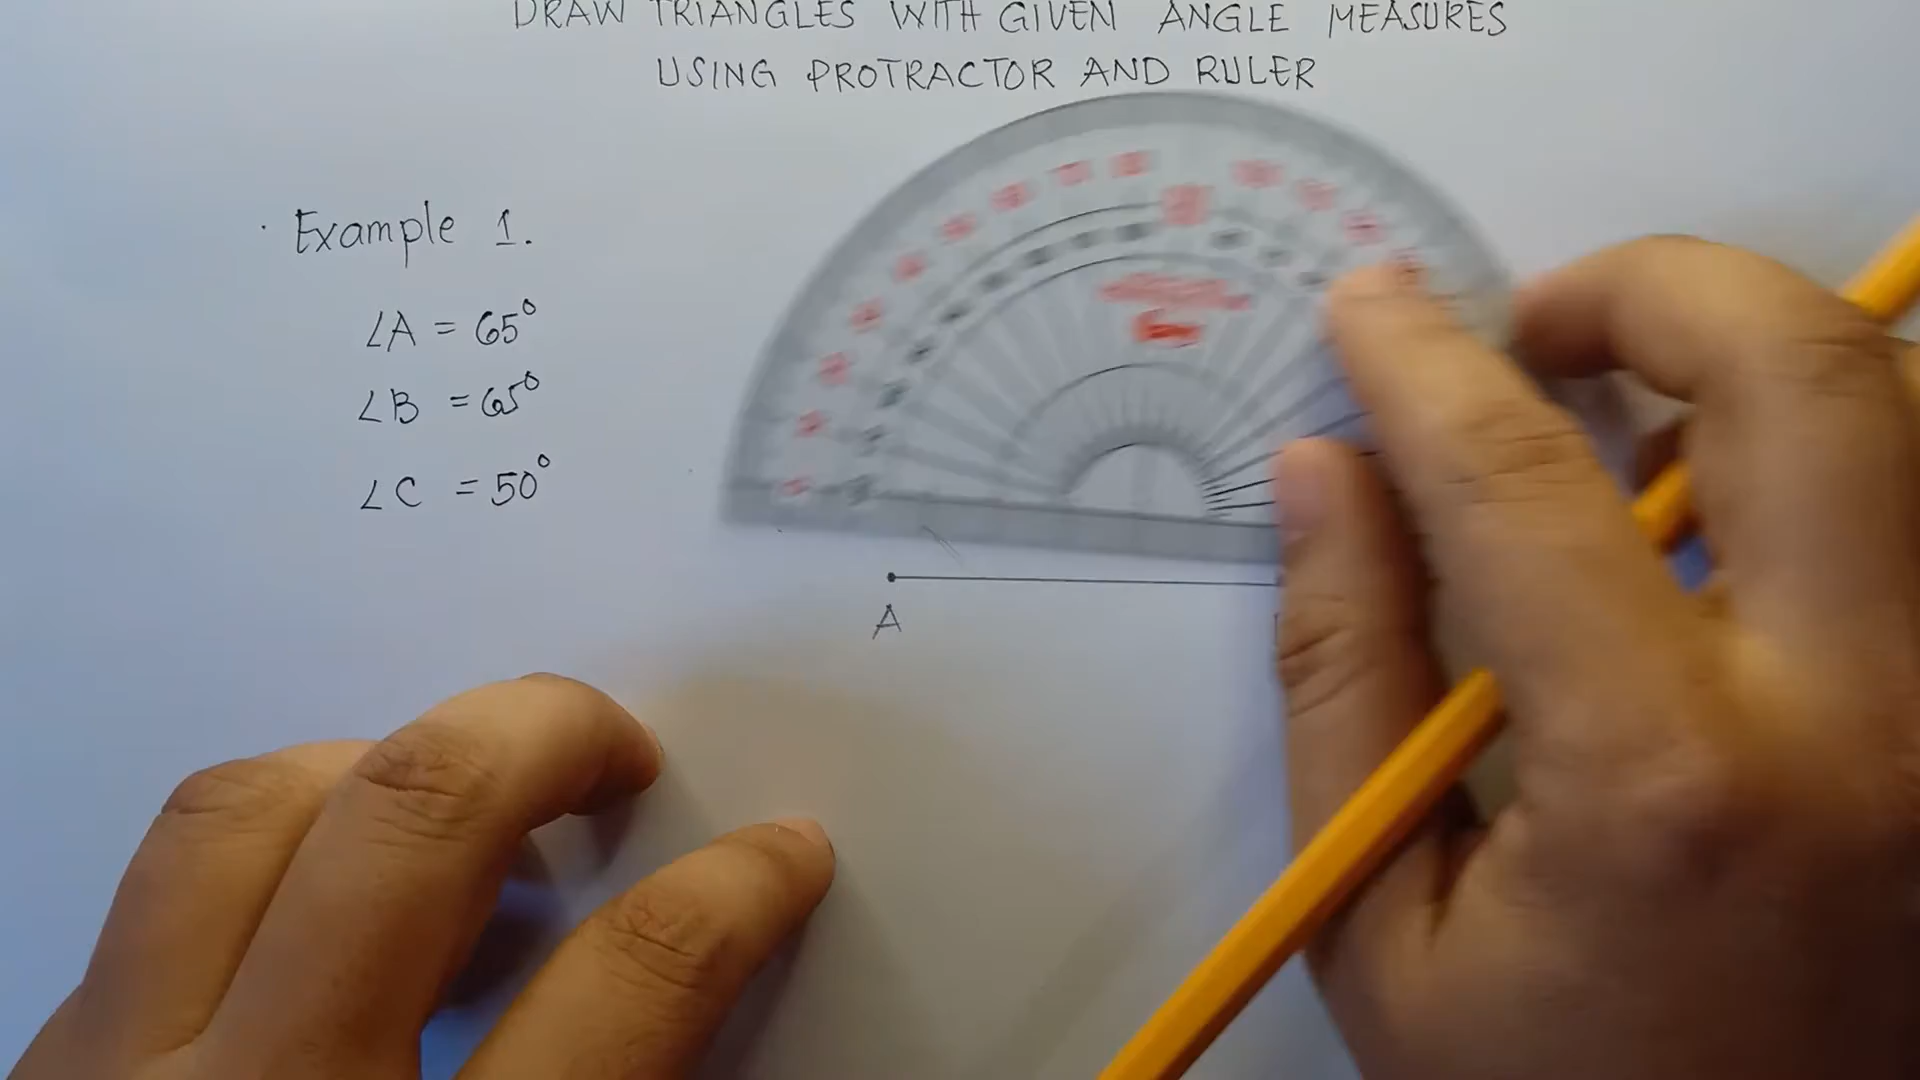 DRAW TRIANGLES WITH GIVEN ANGLE MEASURES
USING PROTRACTOR AND RULER
Example 1.
∠A = 65°
∠B = 65°
∠C = 50°
A